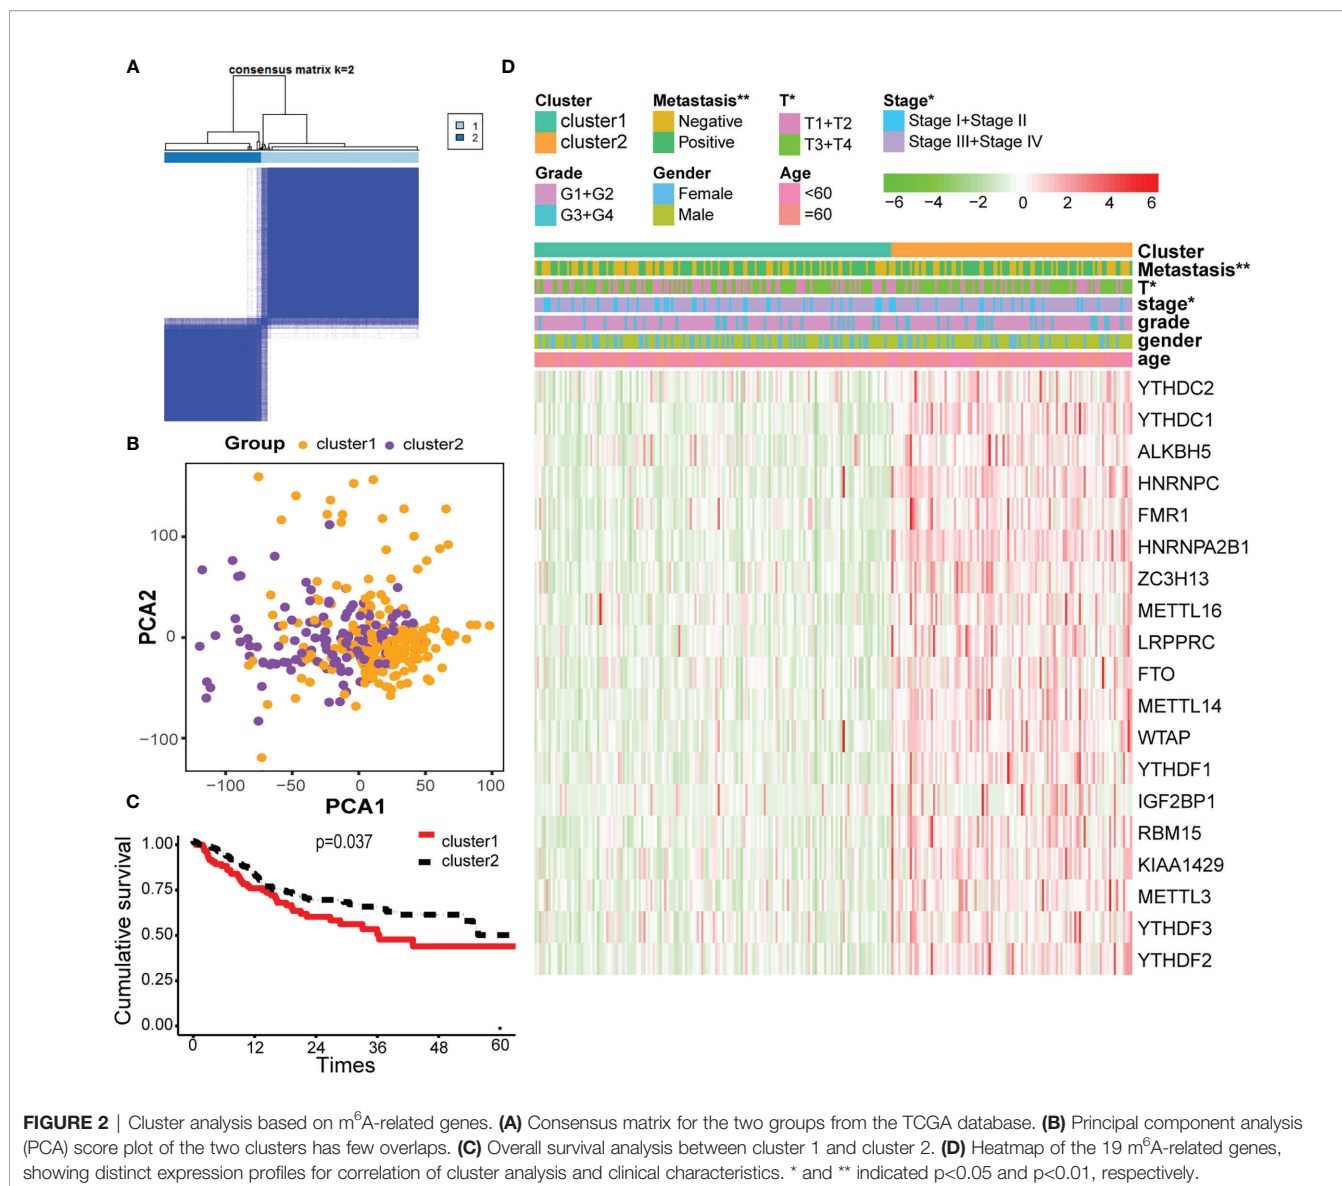 A
consensus matrix k=2
1
2
B
Group cluster1 cluster2
PCA2
100
0
−100
−100 −50 0 50 100
PCA1
C
p=0.037
cluster1
cluster2
Cumulative survival
1.00
0.75
0.50
0.25
0.00
0 12 24 36 48 60
Times
D
Cluster
cluster1
cluster2
Metastasis**
Negative
Positive
T*
T1+T2
T3+T4
Stage*
Stage I+Stage II
Stage III+Stage IV
Grade
G1+G2
G3+G4
Gender
Female
Male
Age
<60
=60
−6 −4 −2 0 2 4 6
Cluster
Metastasis**
T*
stage*
grade
gender
age
YTHDC2
YTHDC1
ALKBH5
HNRNPC
FMR1
HNRNPA2B1
ZC3H13
METTL16
LRPPRC
FTO
METTL14
WTAP
YTHDF1
IGF2BP1
RBM15
KIAA1429
METTL3
YTHDF3
YTHDF2
FIGURE 2 | Cluster analysis based on m⁶A-related genes. (A) Consensus matrix for the two groups from the TCGA database. (B) Principal component analysis
(PCA) score plot of the two clusters has few overlaps. (C) Overall survival analysis between cluster 1 and cluster 2. (D) Heatmap of the 19 m⁶A-related genes,
showing distinct expression profiles for correlation of cluster analysis and clinical characteristics. * and ** indicated p<0.05 and p<0.01, respectively.